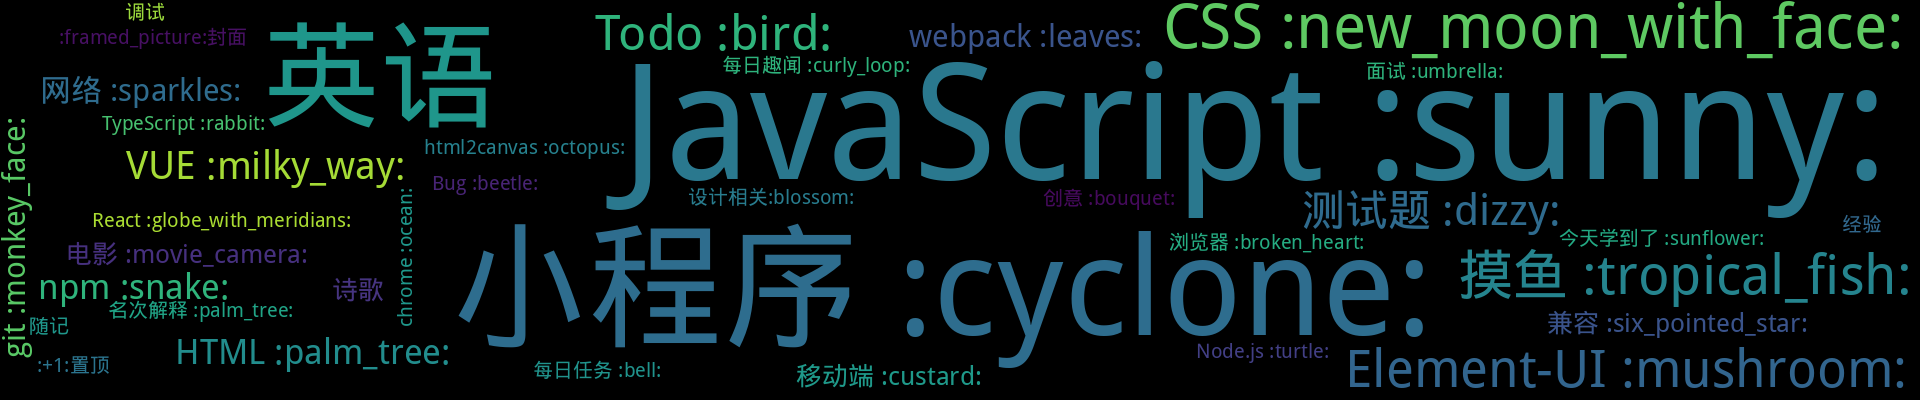 调试
:framed_picture:封面
英语
Todo :bird:
webpack :leaves:
CSS :new_moon_with_face:
网络 :sparkles:
每日趣闻 :curly_loop:
JavaScript :sunny:
面试 :umbrella:
TypeScript :rabbit:
VUE :milky_way:
html2canvas :octopus:
Bug :beetle:
设计相关:blossom:
创意 :bouquet:
测试题 :dizzy:
git :monkey_face:
React :globe_with_meridians:
chrome:ocean:
经验
电影 :movie_camera:
小程序 :cyclone:
浏览器 :broken_heart:
今天学到了 :sunflower:
npm :snake:
诗歌
摸鱼 :tropical_fish:
名次解释 :palm_tree:
随记
兼容 :six_pointed_star:
HTML :palm_tree:
Node.js :turtle:
:+1:置顶
每日任务 :bell:
移动端 :custard:
Element-UI :mushroom: